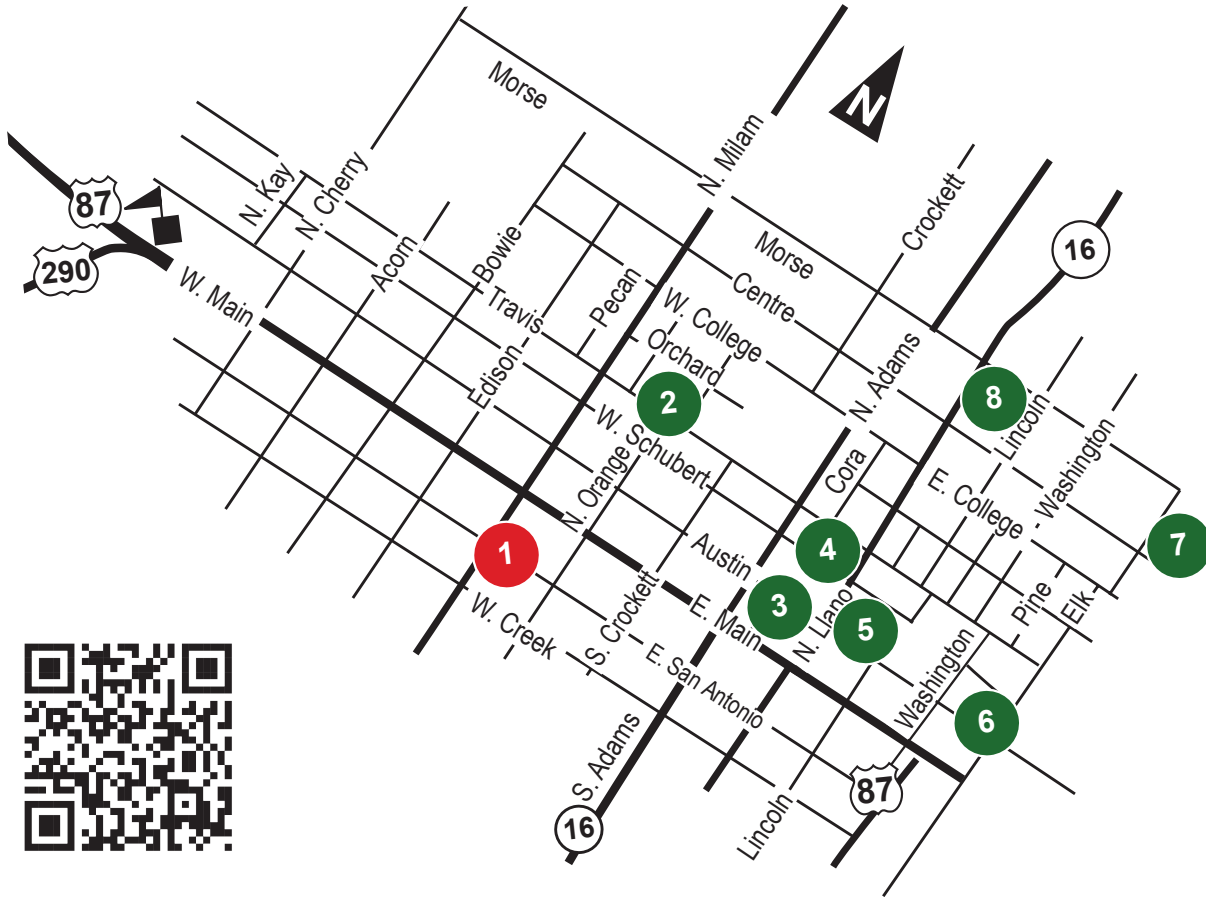 Morse
N. Milam
N
Crockett
N. Kay
N. Cherry
87
290
16
Acorn
Bowie
W. Main
Travis
Pecan
Morse
Centre
W. College
Orchard
Edison
N. Adams
2
8
Lincoln
Washington
W. Schubert
N. Orange
Cora
E. College
1
Austin
4
7
3
E. Main
N. Llano
5
Pine
Elk
W. Creek
S. Crockett
E. San Antonio
Washington
6
S. Adams
87
16
Lincoln